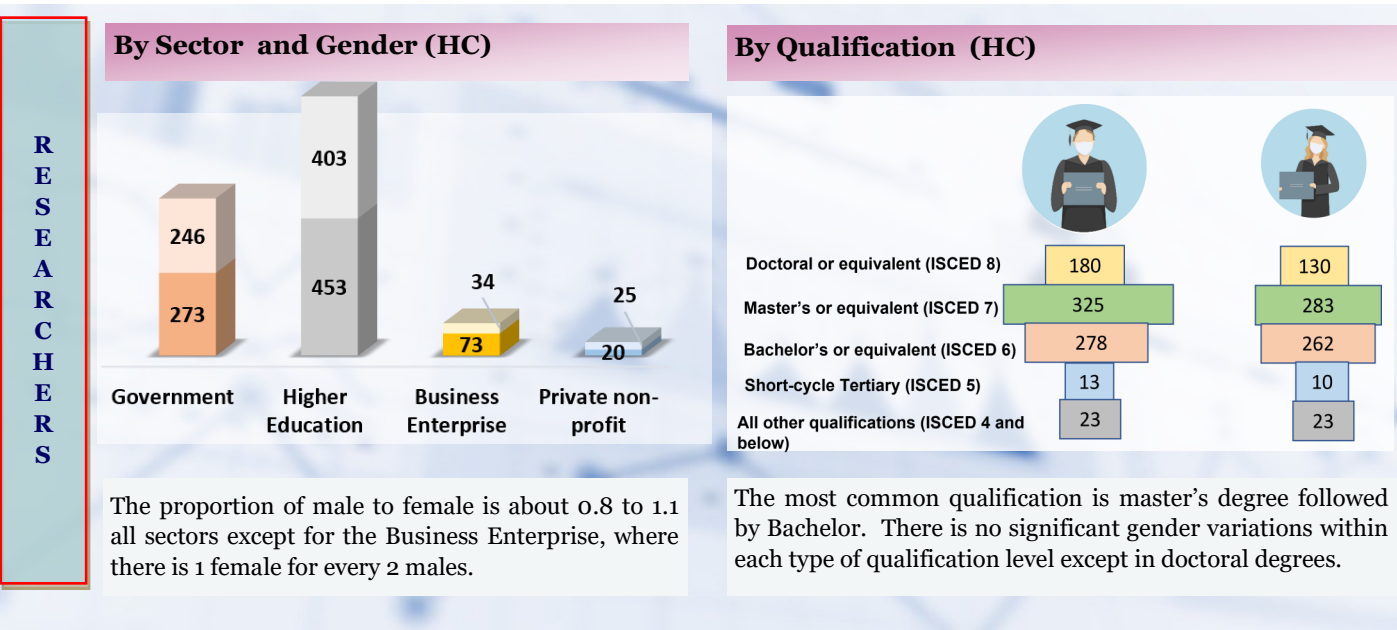 RESEARCHERS
By Sector and Gender (HC)
403
246
453
273
34
73
25
20
Government
Higher
Education
Business
Enterprise
Private non-
profit
The proportion of male to female is about 0.8 to 1.1
all sectors except for the Business Enterprise, where
there is 1 female for every 2 males.
By Qualification (HC)
Doctoral or equivalent (ISCED 8) 180 130
Master's or equivalent (ISCED 7) 325 283
Bachelor's or equivalent (ISCED 6) 278 262
Short-cycle Tertiary (ISCED 5) 13 10
All other qualifications (ISCED 4 and 23 23
below)
The most common qualification is master's degree followed
by Bachelor. There is no significant gender variations within
each type of qualification level except in doctoral degrees.